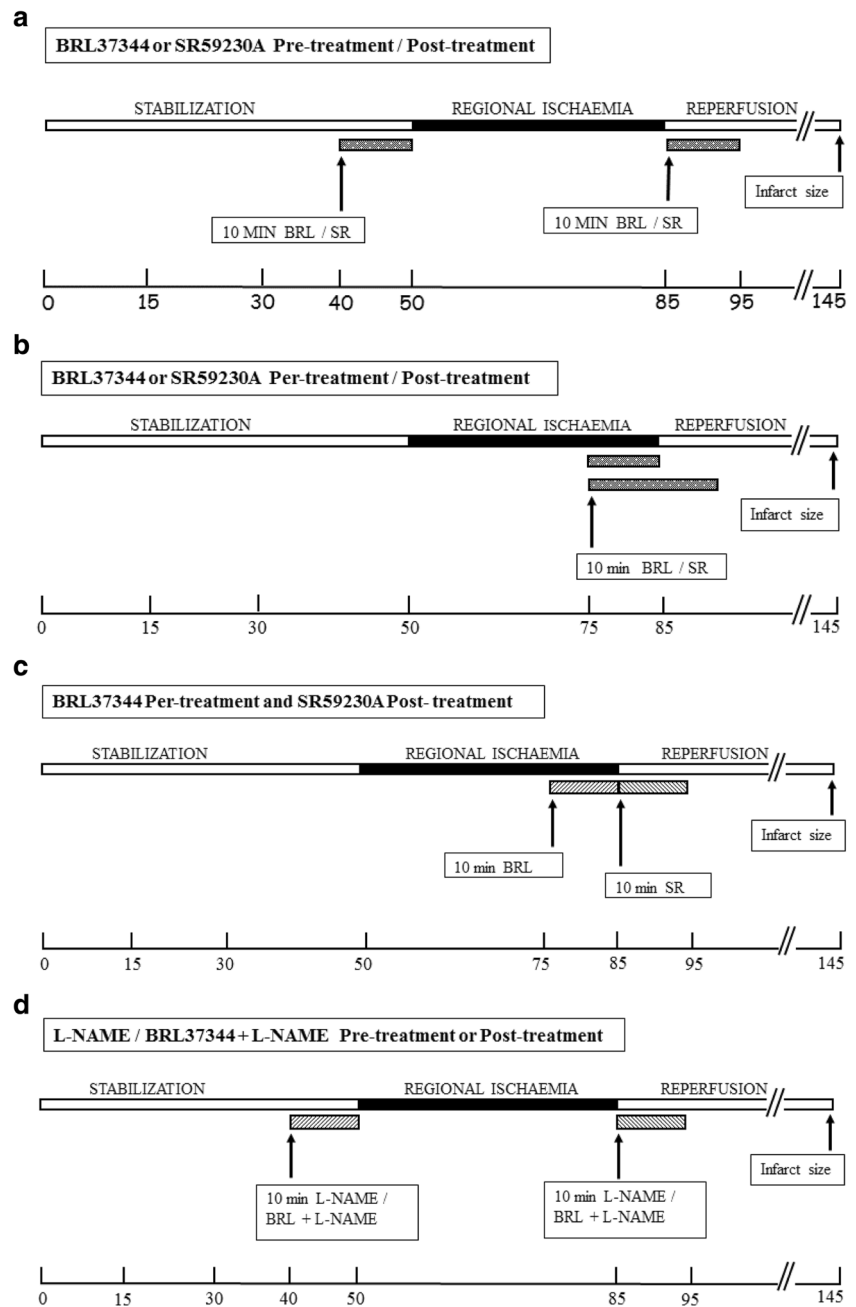 a
BRL37344 or SR59230A Pre-treatment / Post-treatment
STABILIZATION REGIONAL ISCHAEMIA REPERFUSION
Infarct size
10 MIN BRL / SR 10 MIN BRL / SR
0 15 30 40 50 85 95 145
b
BRL37344 or SR59230A Per-treatment / Post-treatment
STABILIZATION REGIONAL ISCHAEMIA REPERFUSION
Infarct size
10 min BRL / SR
0 15 30 50 75 85 145
c
BRL37344 Per-treatment and SR59230A Post- treatment
STABILIZATION REGIONAL ISCHAEMIA REPERFUSION
Infarct size
10 min BRL
10 min SR
0 15 30 50 75 85 95 145
d
L-NAME / BRL37344 + L-NAME Pre-treatment or Post-treatment
STABILIZATION REGIONAL ISCHAEMIA REPERFUSION
Infarct size
10 min L-NAME /
BRL + L-NAME
10 min L-NAME /
BRL + L-NAME
0 15 30 40 50 85 95 145